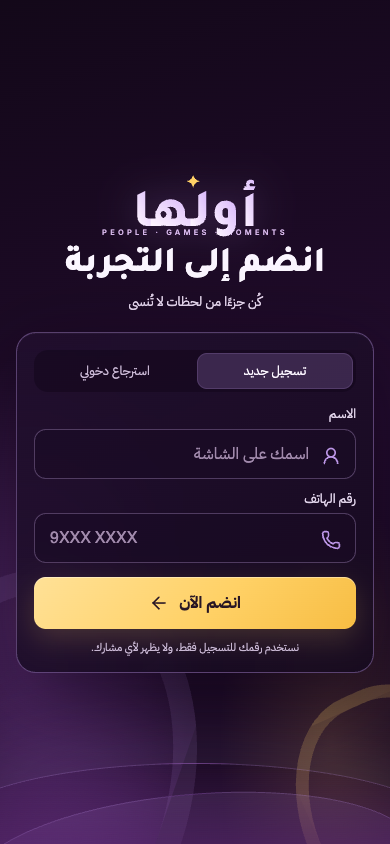 أولها
PEOPLE · GAMES · MOMENTS
انضم إلى التجربة
كُن جزءًا من لحظات لا تُنسى
تسجيل جديد
استرجاع دخولي
الاسم
اسمك على الشاشة
رقم الهاتف
9XXX XXXX
انضم الآن ←
نستخدم رقمك للتسجيل فقط، ولا يظهر لأي مشارك.